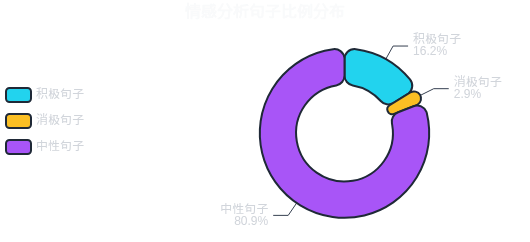 情感分析句子比例分布
积极句子
16.2%
消极句子
2.9%
积极句子
消极句子
中性句子
中性句子
80.9%